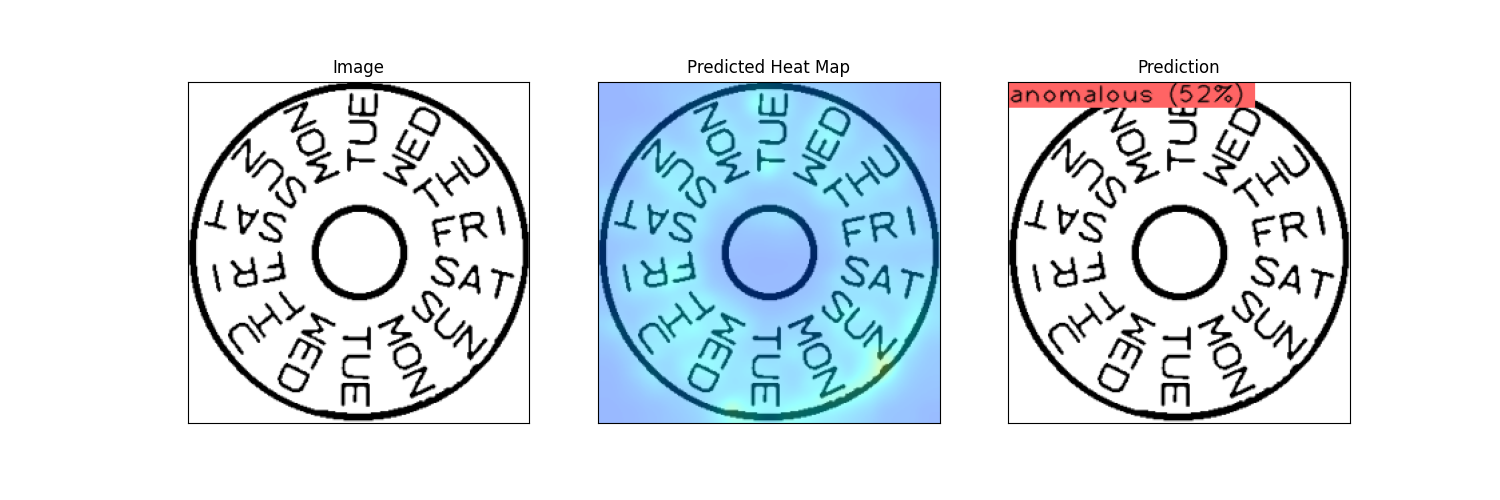 Image
TUE
WED
THU
FRI
SAT
SUN
MON
TUE
WED
THU
FRI
SAT
SUN
MON
Predicted Heat Map
TUE
WED
THU
FRI
SAT
SUN
MON
TUE
WED
THU
FRI
SAT
SUN
MON
Prediction
anomalous (52%)
TUE
WED
THU
FRI
SAT
SUN
MON
TUE
WED
THU
FRI
SAT
SUN
MON